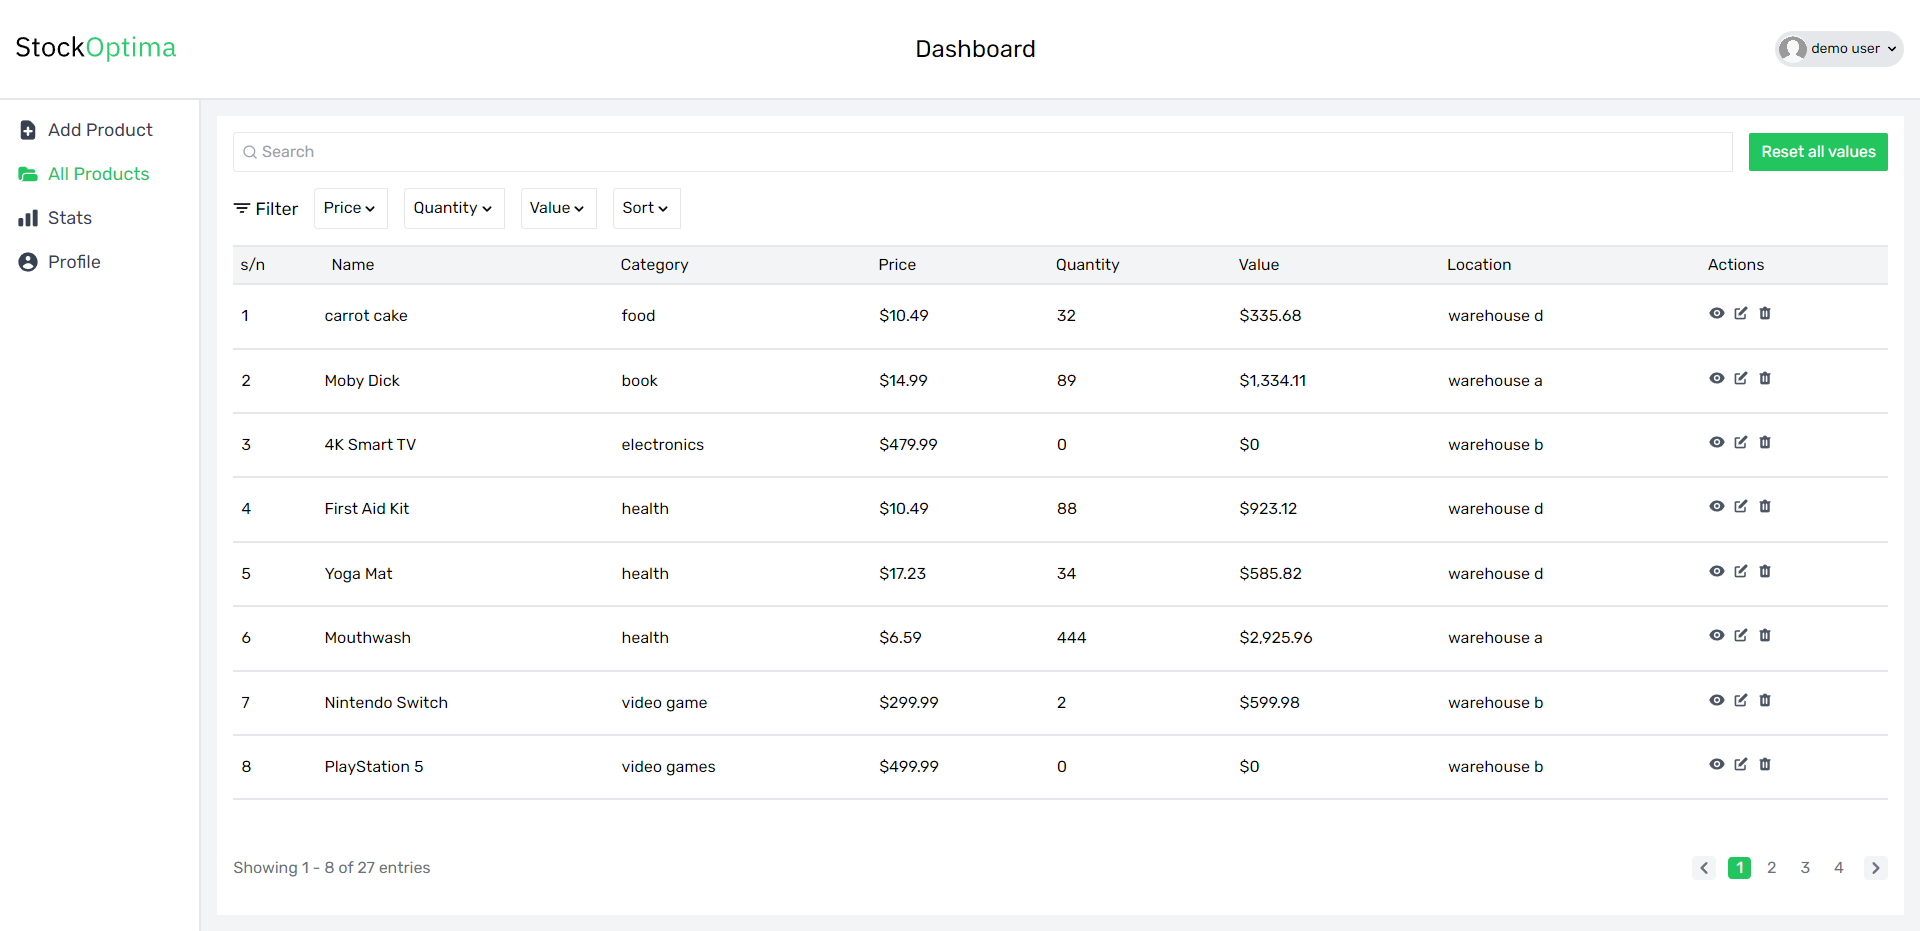 StockOptima
Dashboard
demo user
Add Product
All Products
Stats
Profile
Search
Reset all values
Filter Price Quantity Value Sort
s/n Name Category Price Quantity Value Location Actions
1 carrot cake food $10.49 32 $335.68 warehouse d
2 Moby Dick book $14.99 89 $1,334.11 warehouse a
3 4K Smart TV electronics $479.99 0 $0 warehouse b
4 First Aid Kit health $10.49 88 $923.12 warehouse d
5 Yoga Mat health $17.23 34 $585.82 warehouse d
6 Mouthwash health $6.59 444 $2,925.96 warehouse a
7 Nintendo Switch video game $299.99 2 $599.98 warehouse b
8 PlayStation 5 video games $499.99 0 $0 warehouse b
Showing 1 - 8 of 27 entries
1 2 3 4